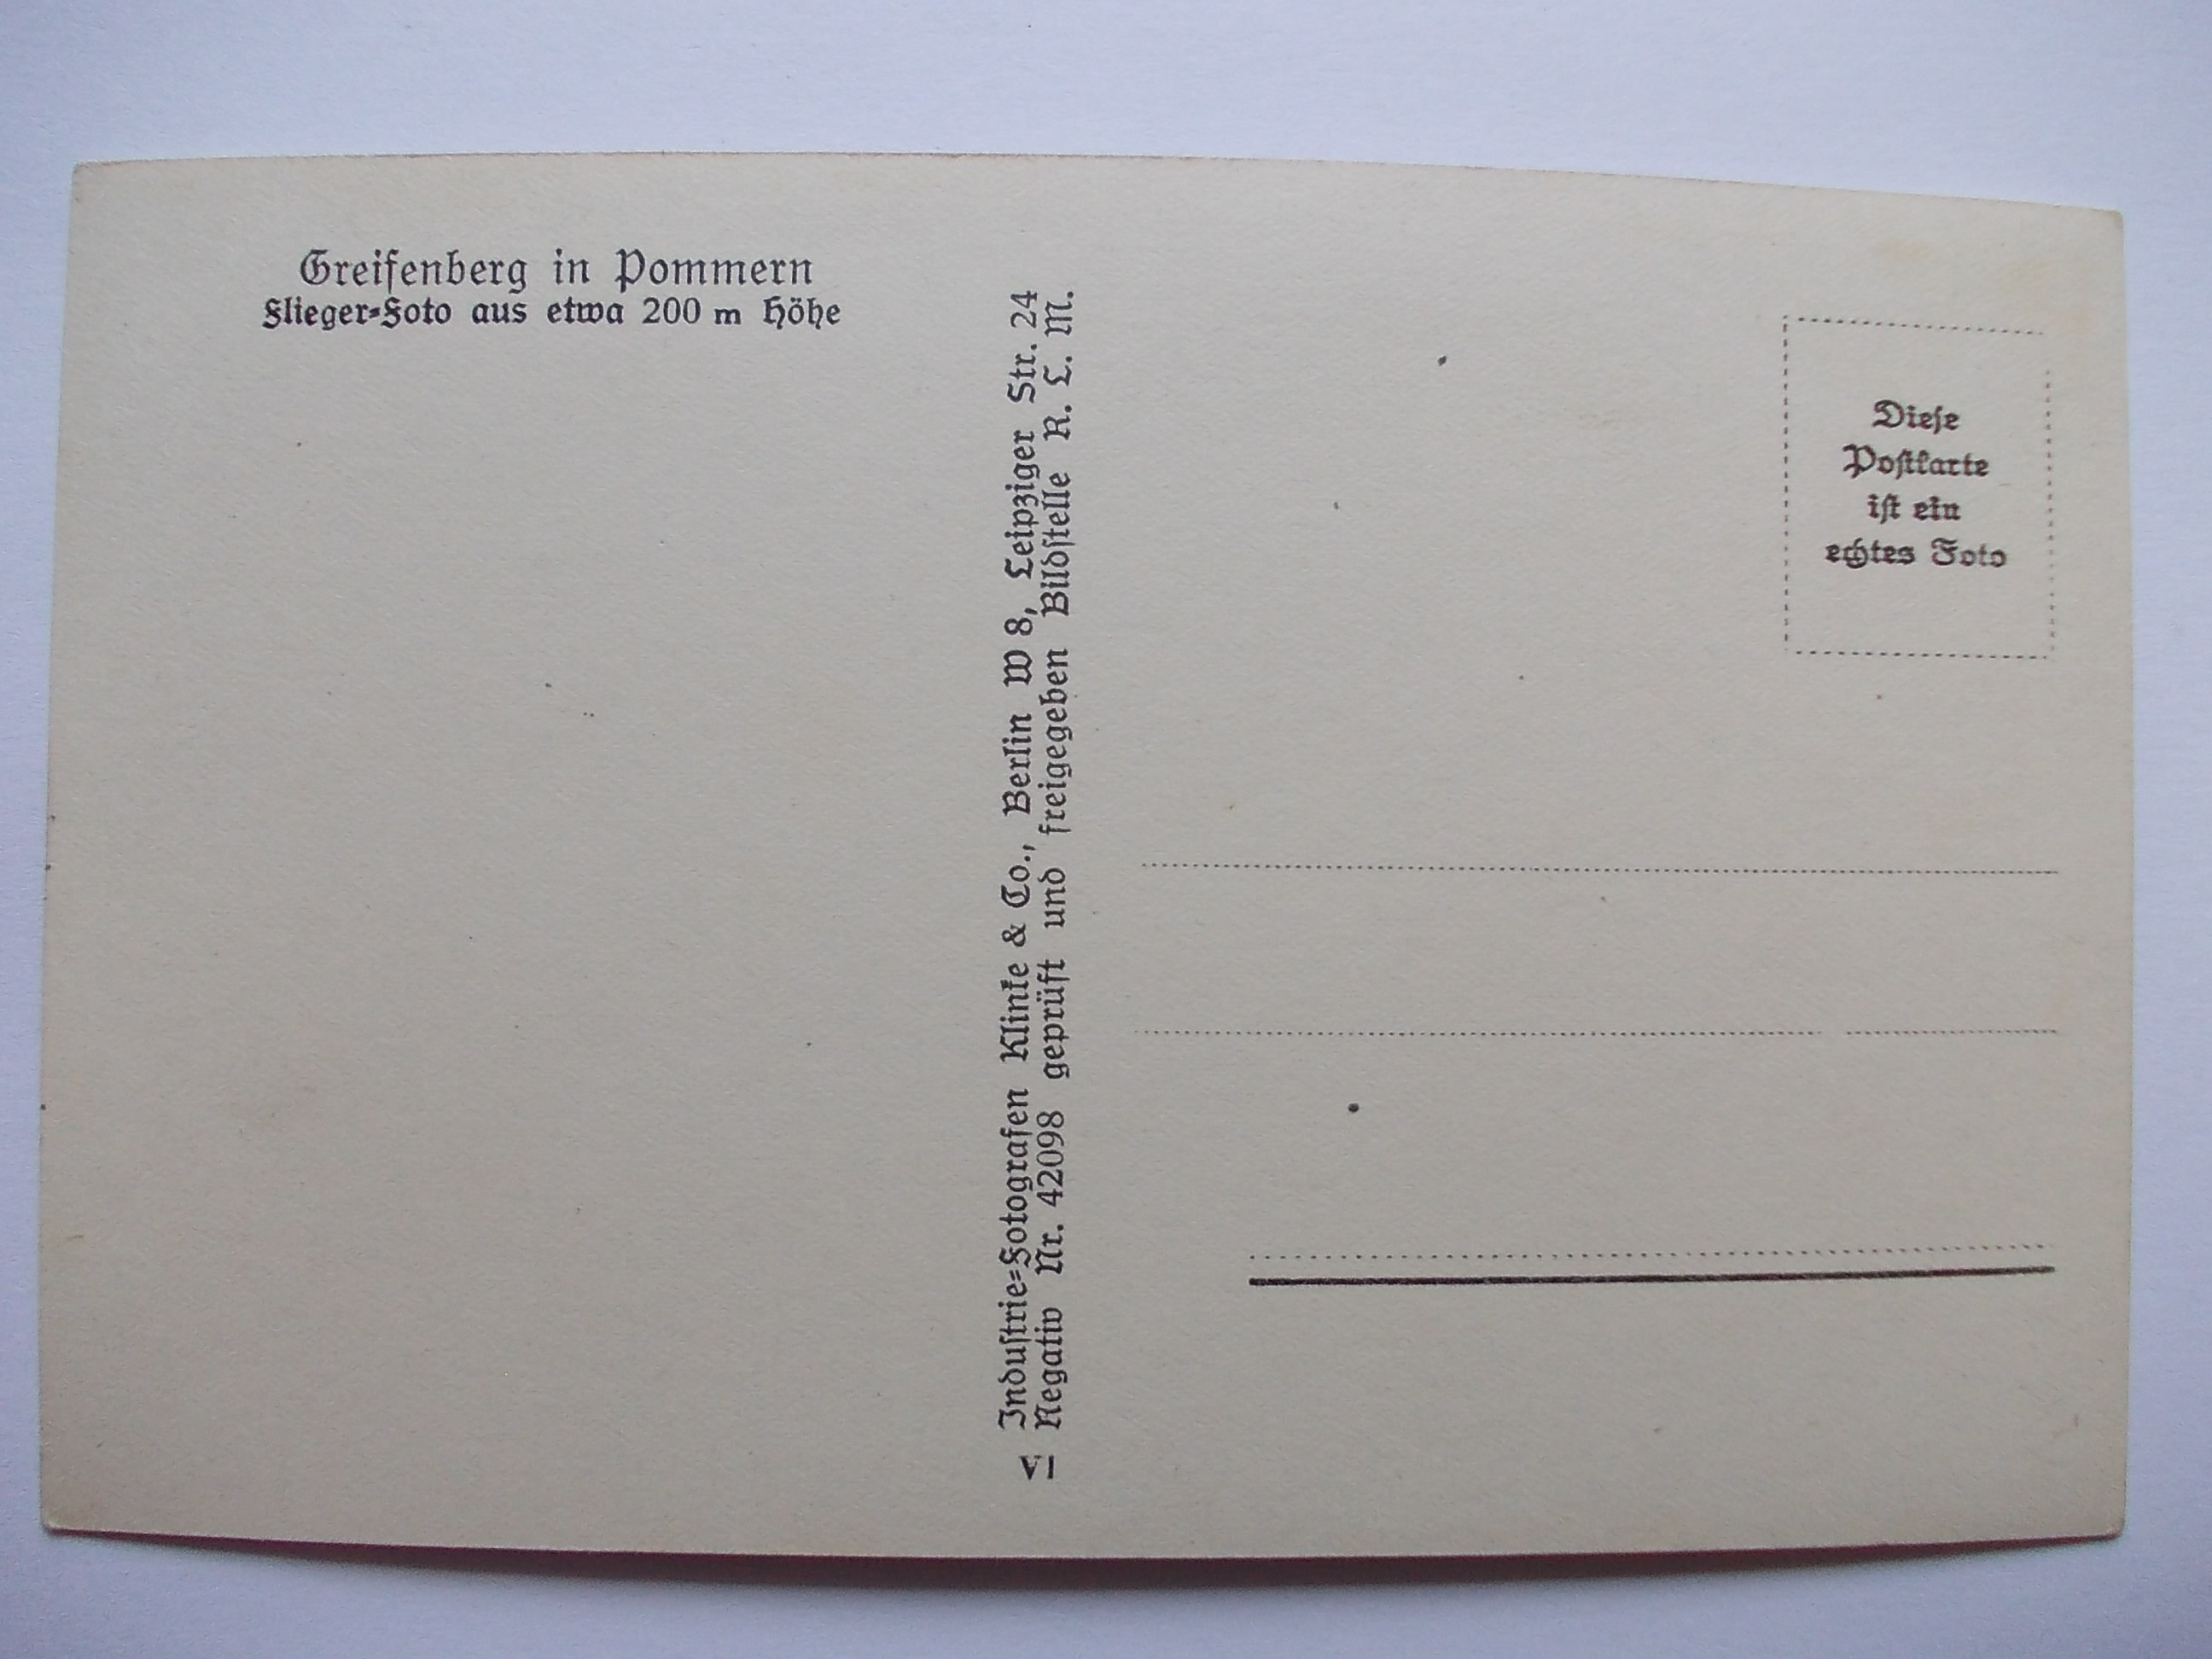 Greifenberg in Pommern
Flieger=Foto aus etwa 200 m Höhe
Induſtrie=Fotografen Klinke & Co., Berlin W 8, Leipziger Str. 24
Negativ Nr. 42098 geprüft und freigegeben Bildſtelle R. L. M.
VI
Dieſe
Poſtkarte
iſt ein
echtes Foto